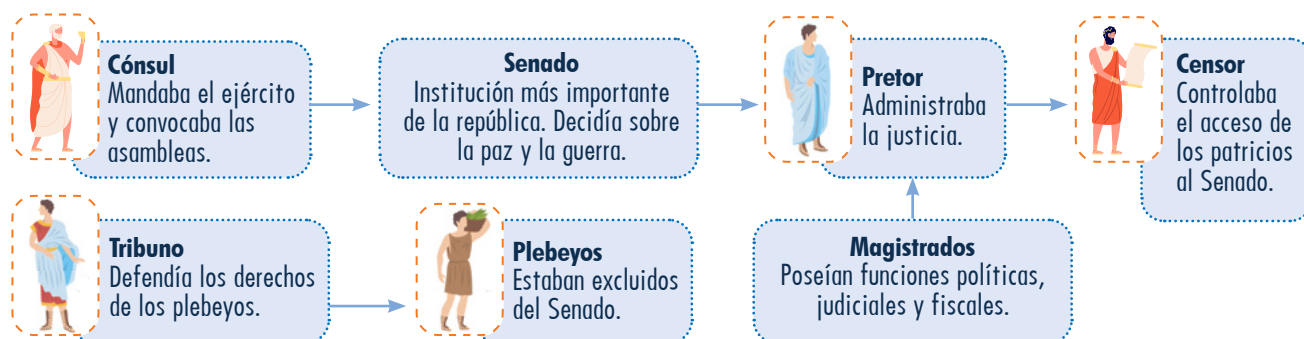 Cónsul
Mandaba el ejército
y convocaba las
asambleas.
Senado
Institución más importante
de la república. Decidía sobre
la paz y la guerra.
Pretor
Administraba
la justicia.
Censor
Controlaba
el acceso de
los patricios
al Senado.
Tribuno
Defendía los derechos
de los plebeyos.
Plebeyos
Estaban excluidos
del Senado.
Magistrados
Poseían funciones políticas,
judiciales y fiscales.